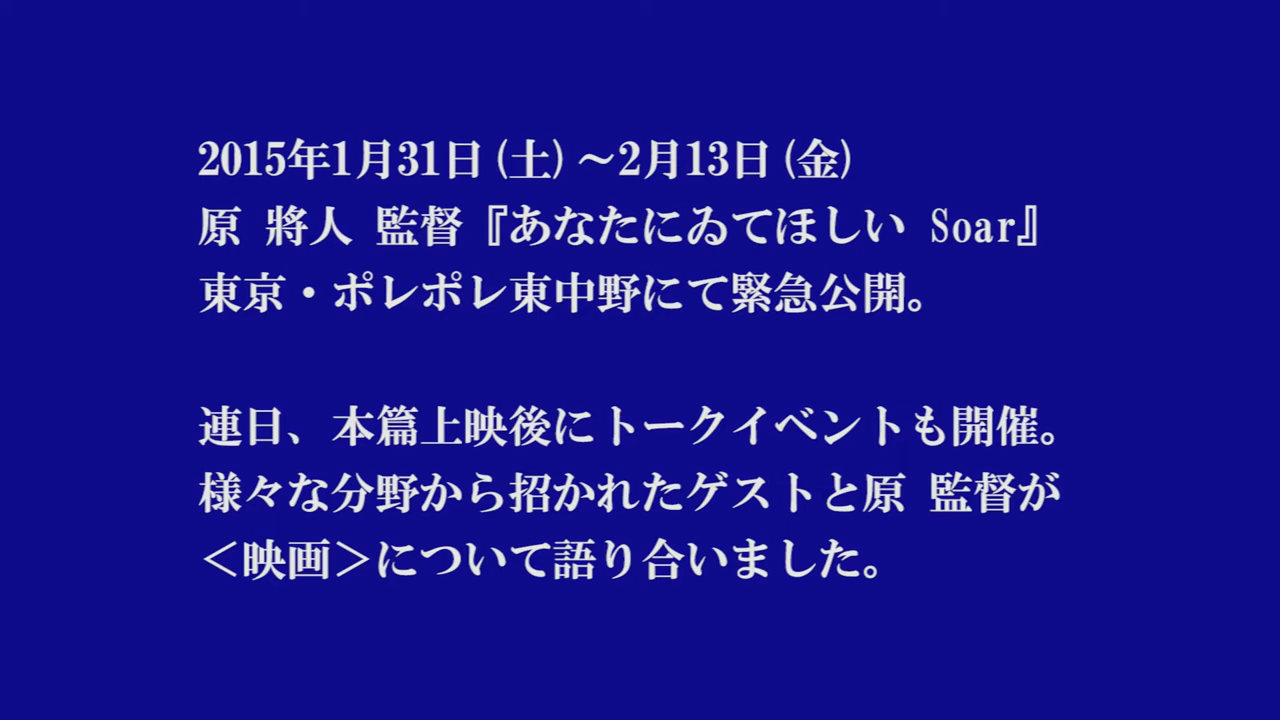 2015年1月31日(土)～2月13日(金)
原 將人 監督『あなたにゐてほしい Soar』
東京・ポレポレ東中野にて緊急公開。
連日、本篇上映後にトークイベントも開催。
様々な分野から招かれたゲストと原 監督が
＜映画＞について語り合いました。